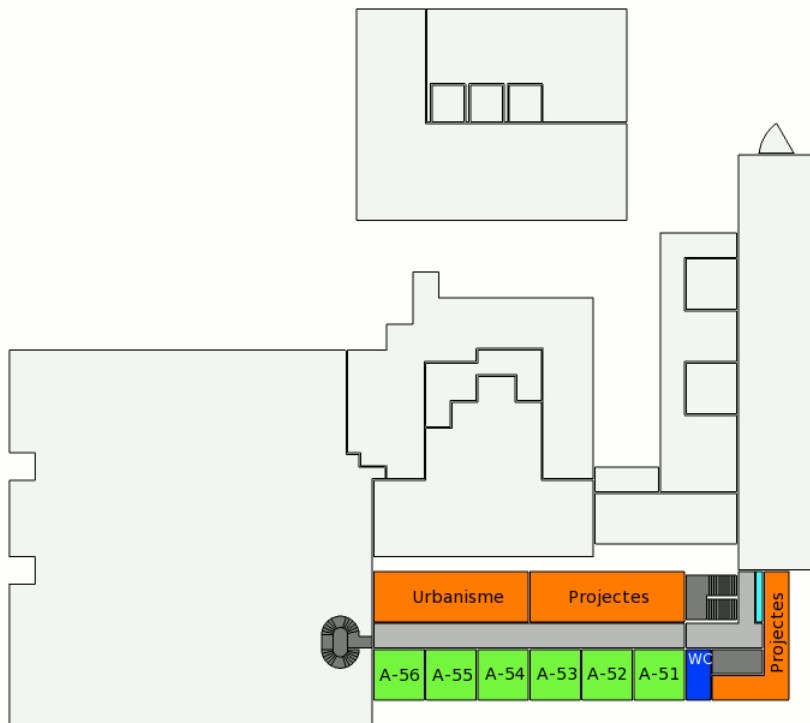 Urbanisme
Projectes
Projectes
WC
A-56
A-55
A-54
A-53
A-52
A-51